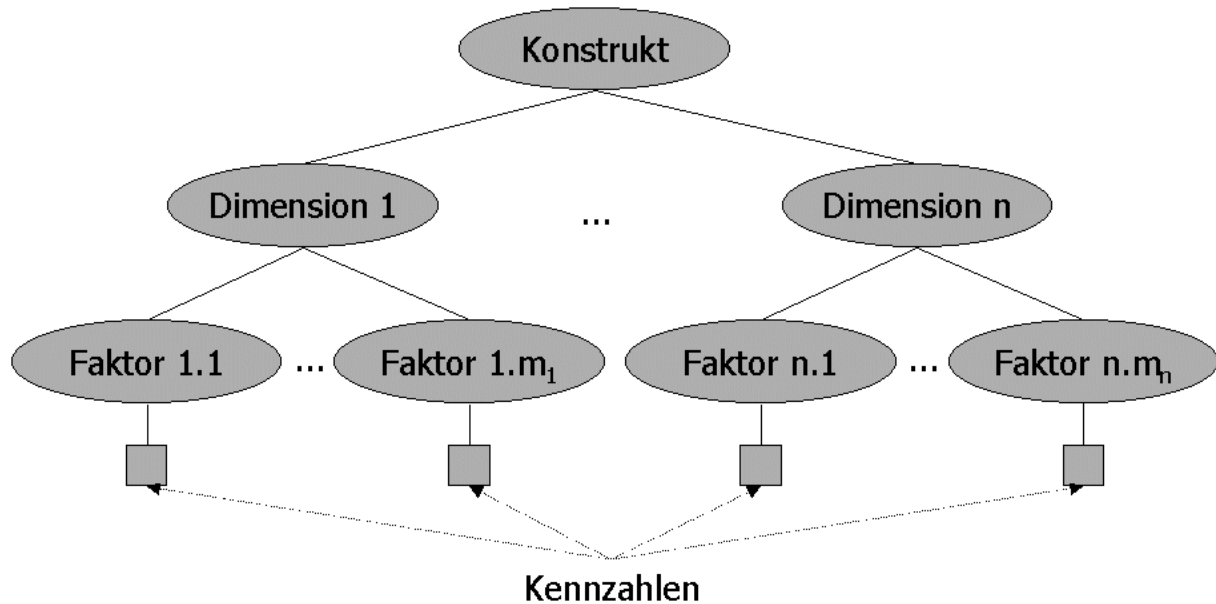 Konstrukt
Dimension 1 ... Dimension n
Faktor 1.1 ... Faktor 1.m₁ Faktor n.1 ... Faktor n.mₙ
Kennzahlen